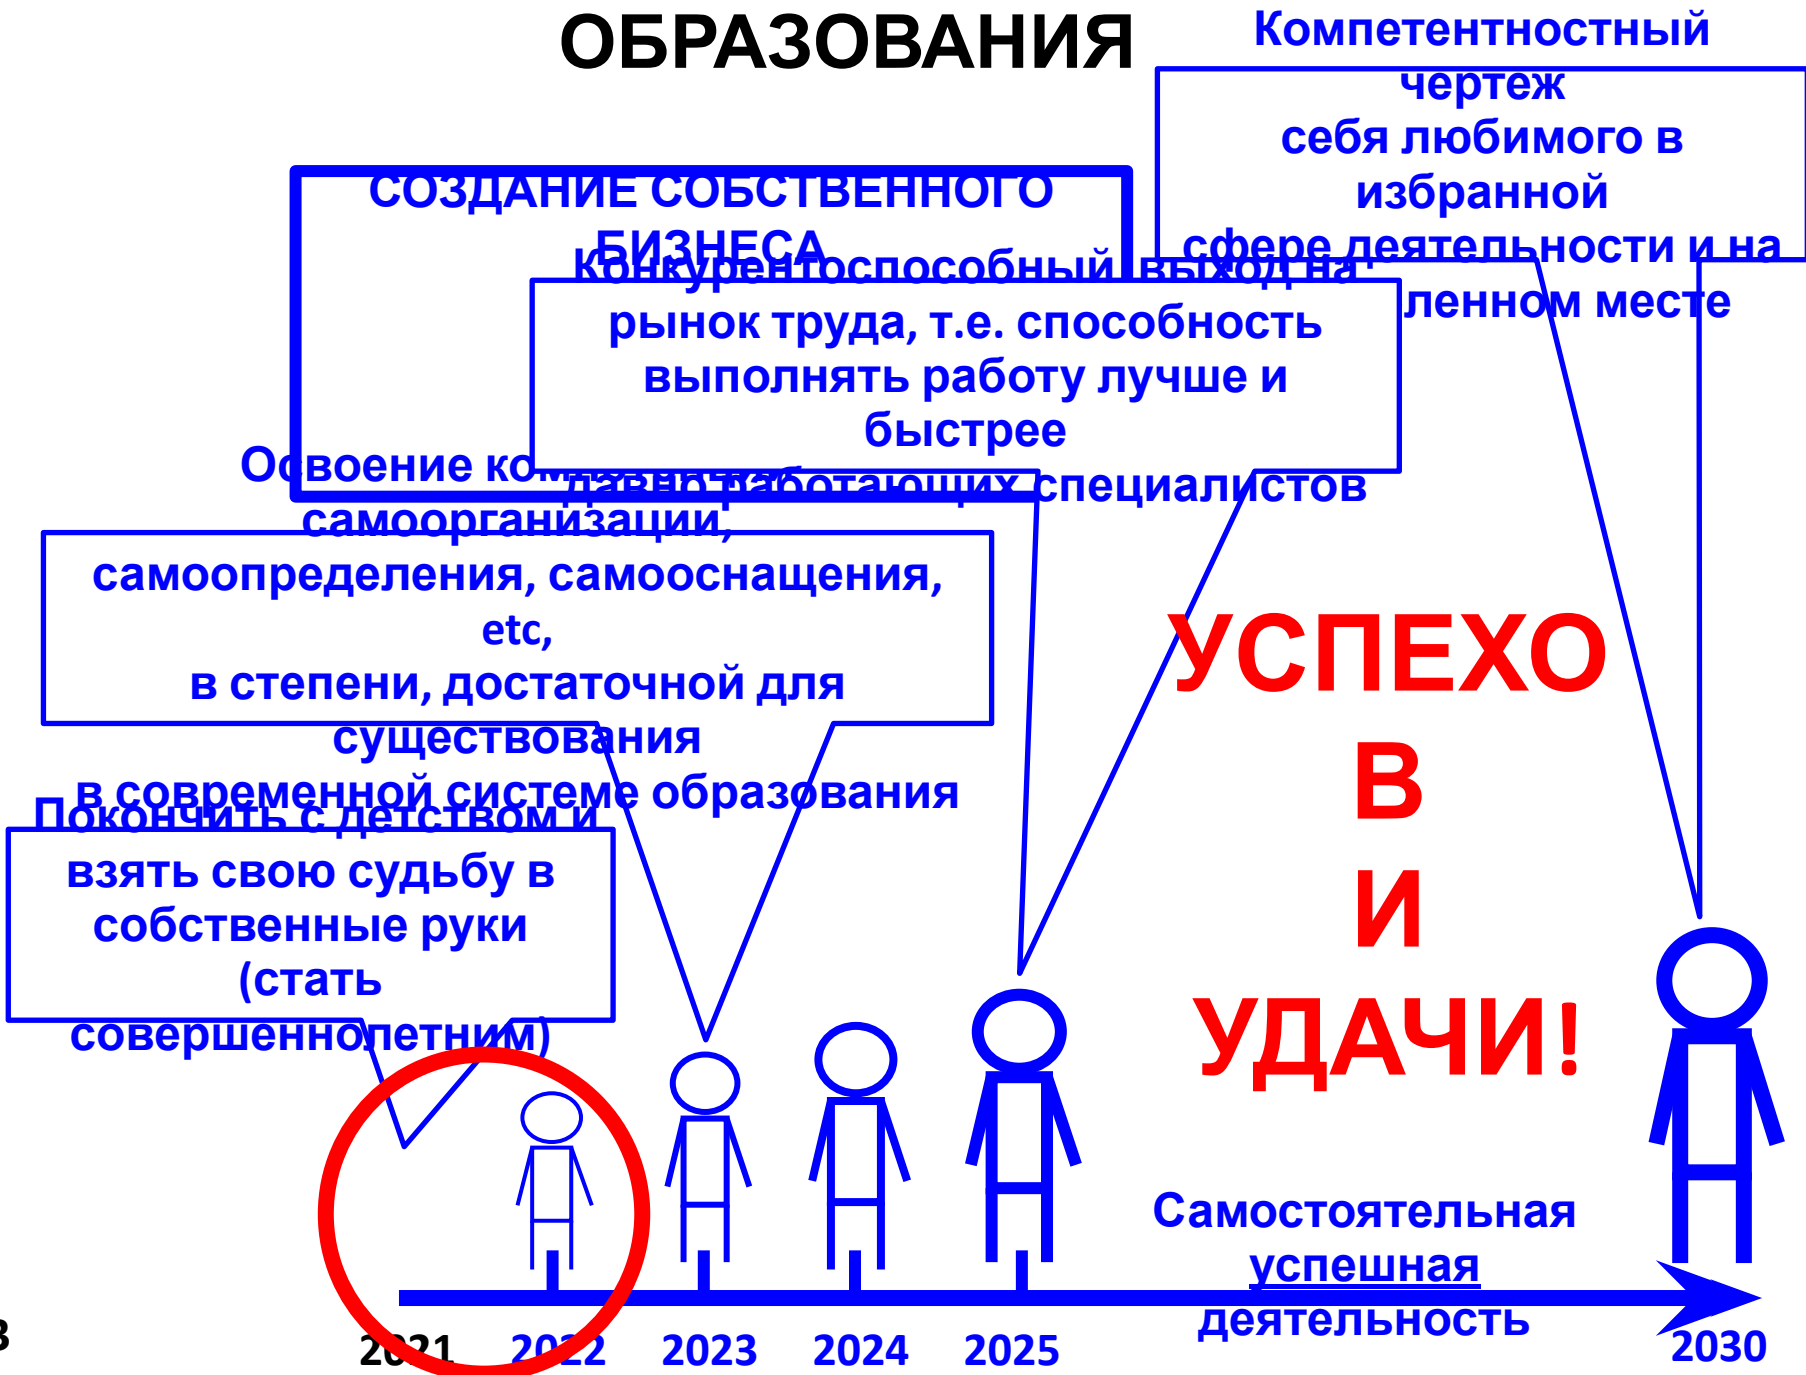 ОБРАЗОВАНИЯ
Компетентностный
чертеж
себя любимого в
избранной
сфере деятельности и на
ленном месте
СОЗДАНИЕ СОБСТВЕННОГО
БИЗНЕСА
Конкурентоспособный выход на
рынок труда, т.е. способность
выполнять работу лучше и
быстрее
давно работающих специалистов
Освоение
самоорганизации,
самоопределения, самооснащения,
etc,
в степени, достаточной для
существования
в современной системе образования
Покончить с детством и
взять свою судьбу в
собственные руки
(стать
совершеннолетним)
УСПЕХО
В
И
УДАЧИ!
Самостоятельная
успешная
деятельность
3
2021 2022 2023 2024 2025 2030